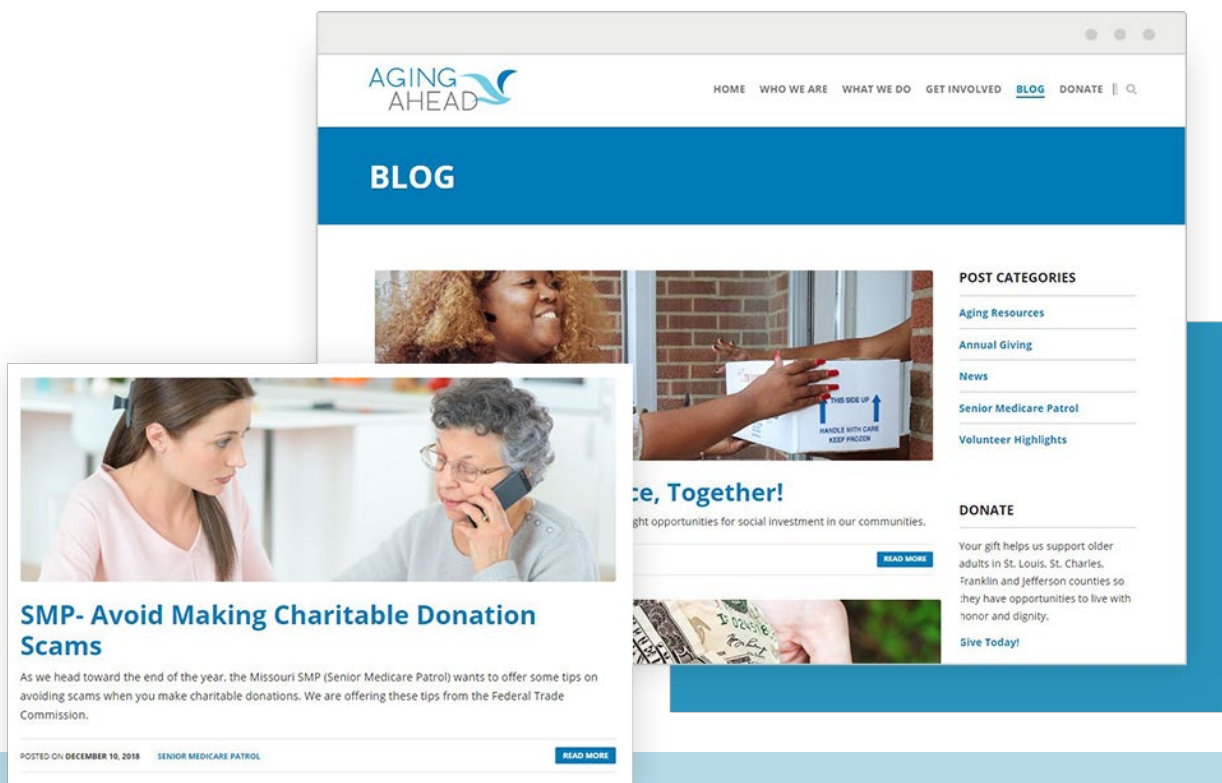 AGING
AHEAD
HOME WHO WE ARE WHAT WE DO GET INVOLVED BLOG DONATE
BLOG
THIS SIDE UP
HANDLE WITH CARE
KEEP FROZEN
Together!
opportunities for social investment in our communities.
READ MORE
POST CATEGORIES
Aging Resources
Annual Giving
News
Senior Medicare Patrol
Volunteer Highlights
DONATE
Your gift helps us support older
adults in St. Louis, St. Charles,
Franklin and Jefferson counties so
they have opportunities to live with
honor and dignity.
Give Today!
SMP- Avoid Making Charitable Donation
Scams
As we head toward the end of the year, the Missouri SMP (Senior Medicare Patrol) wants to offer some tips on
avoiding scams when you make charitable donations. We are offering these tips from the Federal Trade
Commission.
POSTED ON DECEMBER 10, 2018 SENIOR MEDICARE PATROL
READ MORE